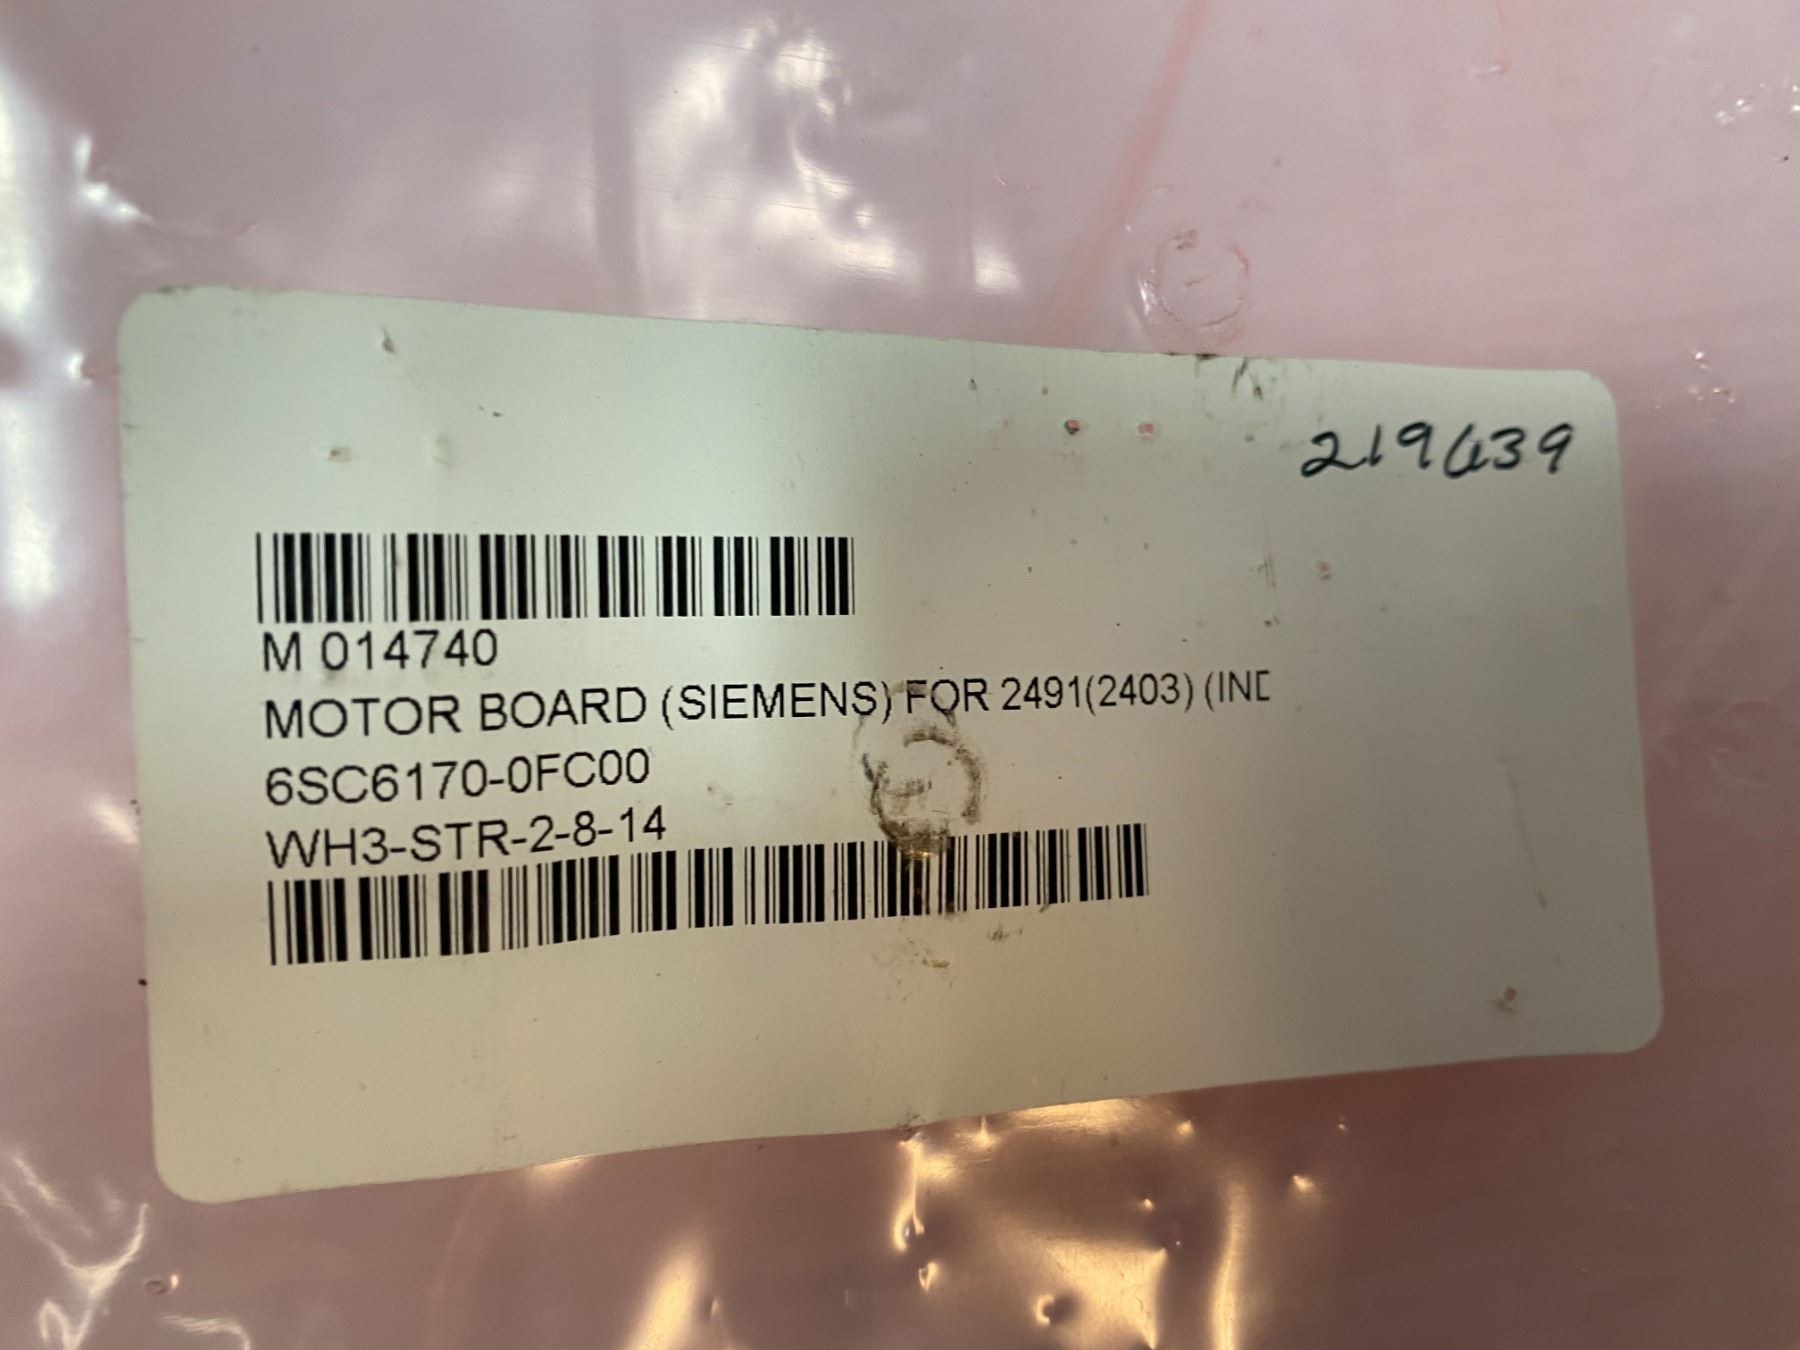 219639
M 014740
MOTOR BOARD (SIEMENS) FOR 2491(2403) (IND
6SC6170-0FC00
WH3-STR-2-8-14